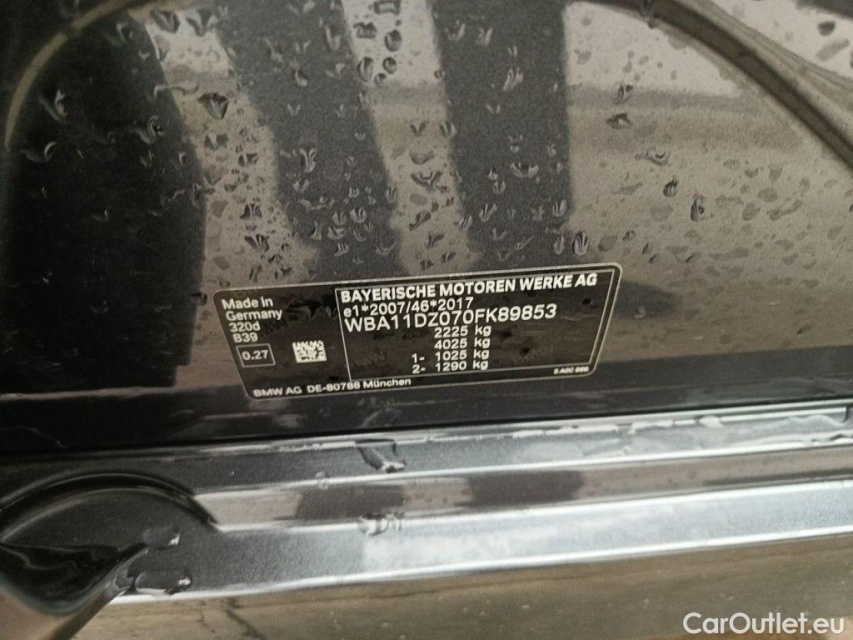 Made in
Germany
320d
B39
0.27
BAYERISCHE MOTOREN WERKE AG
e1*2007/46*2017
WBA11DZ070FK89853
2225 kg
4025 kg
1- 1025 kg
2- 1290 kg
BMW AG DE-80788 München
CarOutlet.eu